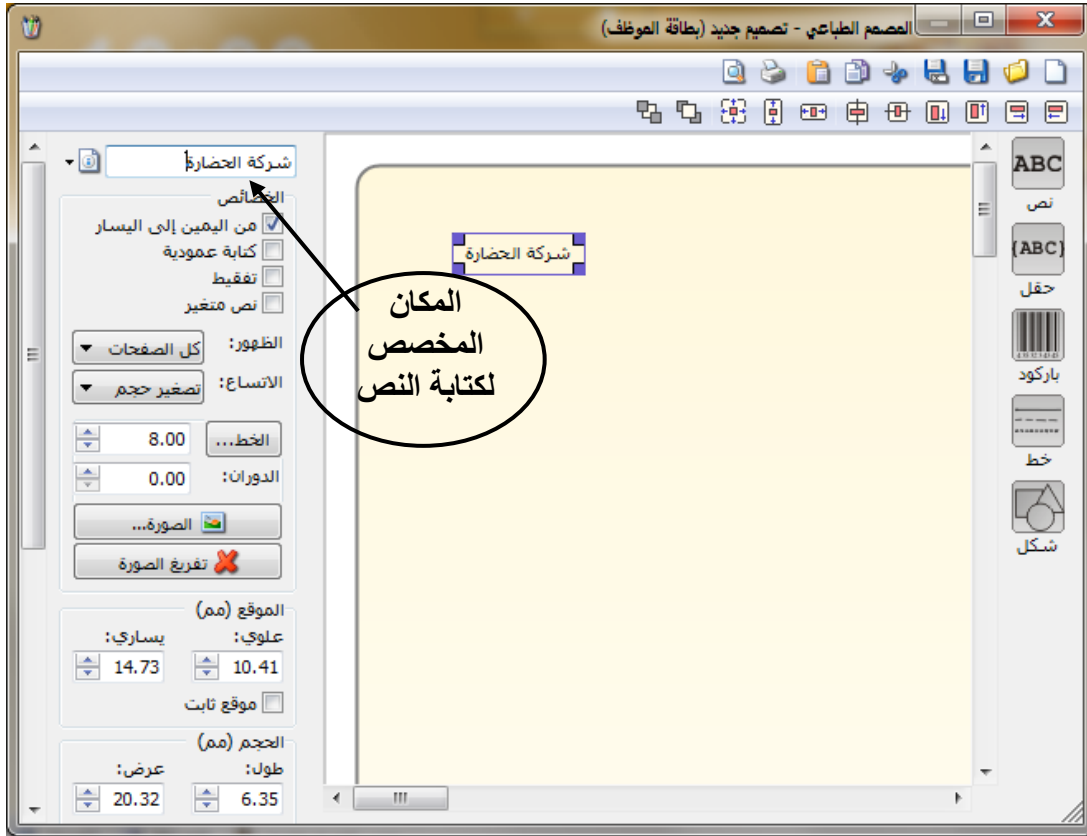 المصمم الطباعي - تصميم جديد (بطاقة الموظف)
ABC
نص
{ABC}
حقل
باركود
خط
شكل
شركة الحضارة
المكان
المخصص
لكتابة النص
شركة الحضارة
الخصائص
من اليمين إلى اليسار
كتابة عمودية
تفقيط
نص متغير
الظهور: كل الصفحات
الاتساع: تصغير حجم
الخط... 8.00
الدوران: 0.00
الصورة...
تفريغ الصورة
الموقع (مم)
علوي: يساري:
10.41 14.73
موقع ثابت
الحجم (مم)
طول: عرض:
6.35 20.32